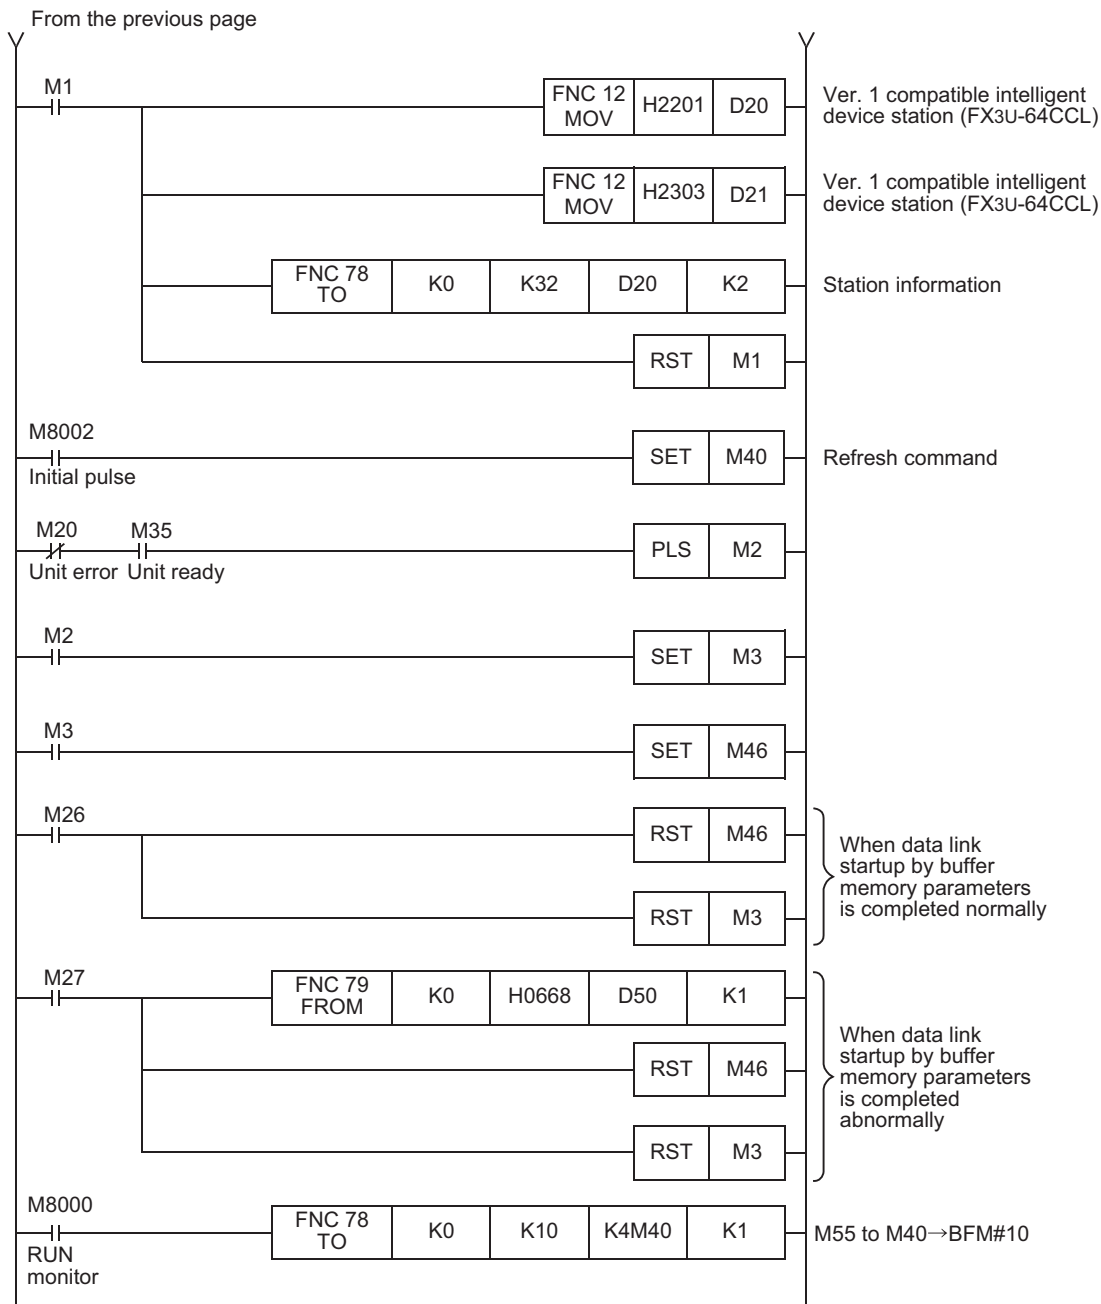 From the previous page
M1
FNC 12
MOV
H2201
D20
Ver. 1 compatible intelligent
device station (FX3U-64CCL)
FNC 12
MOV
H2303
D21
Ver. 1 compatible intelligent
device station (FX3U-64CCL)
FNC 78
TO
K0
K32
D20
K2
Station information
RST
M1
M8002
Initial pulse
SET
M40
Refresh command
M20
Unit error
M35
Unit ready
PLS
M2
M2
SET
M3
M3
SET
M46
M26
RST
M46
RST
M3
When data link
startup by buffer
memory parameters
is completed normally
M27
FNC 79
FROM
K0
H0668
D50
K1
RST
M46
RST
M3
When data link
startup by buffer
memory parameters
is completed
abnormally
M8000
RUN
monitor
FNC 78
TO
K0
K10
K4M40
K1
M55 to M40→BFM#10